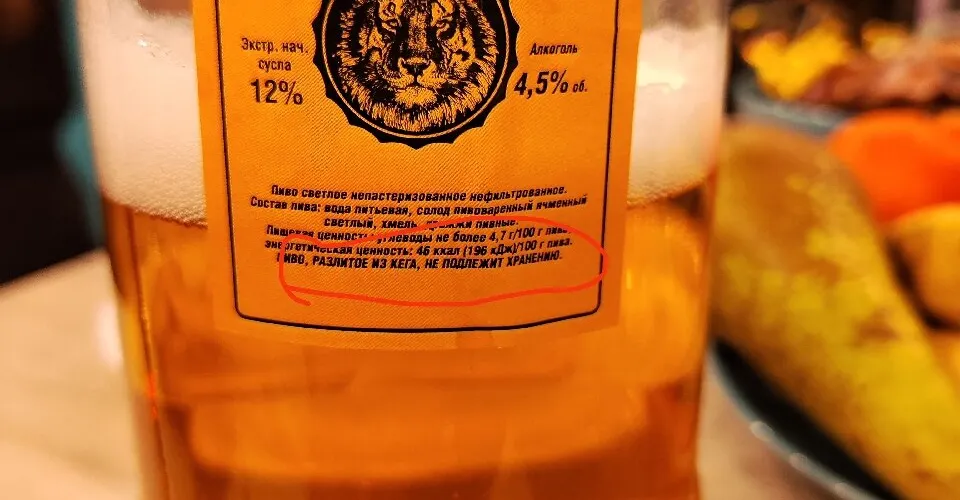 Экстр. нач.
сусла
12%
Алкоголь
4,5% об.
Пиво светлое непастеризованное нефильтрованное.
Состав пива: вода питьевая, солод пивоваренный ячменный
светлый, хмель, дрожжи пивные.
Пищевая ценность: углеводы не более 4,7 г/100 г пива,
энергетическая ценность: 46 ккал (196 кДж)/100 г пива.
ПИВО, РАЗЛИТОЕ ИЗ КЕГА, НЕ ПОДЛЕЖИТ ХРАНЕНИЮ.